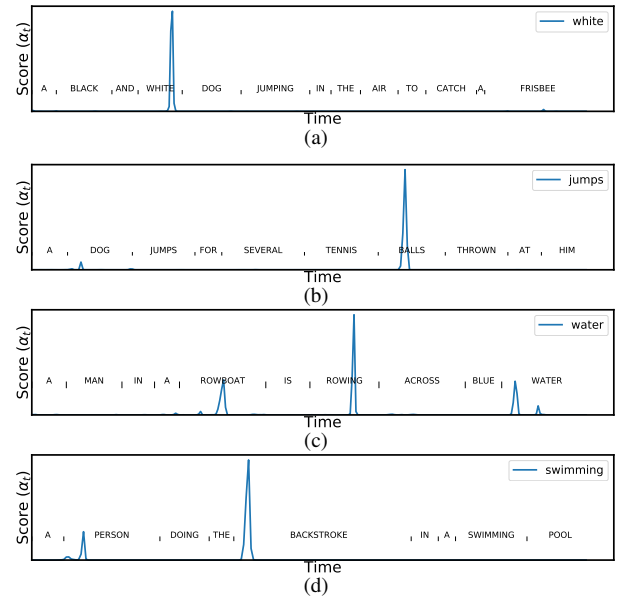 Score (αt)
white
A BLACK AND WHITE DOG JUMPING IN THE AIR TO CATCH A FRISBEE
Time
(a)
Score (αt)
jumps
A DOG JUMPS FOR SEVERAL TENNIS BALLS THROWN AT HIM
Time
(b)
Score (αt)
water
A MAN IN A ROWBOAT IS ROWING ACROSS BLUE WATER
Time
(c)
Score (αt)
swimming
A PERSON DOING THE BACKSTROKE IN A SWIMMING POOL
Time
(d)